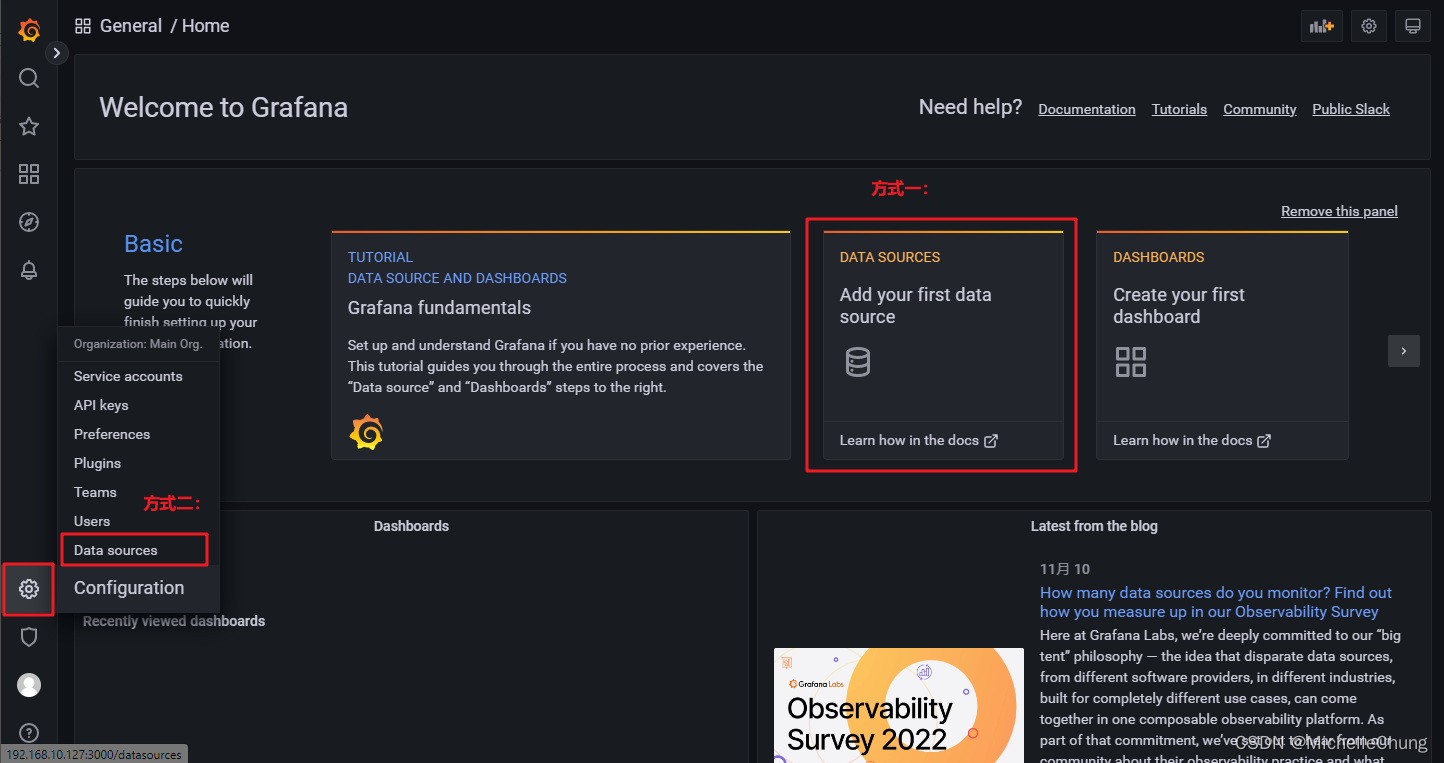 General / Home
Welcome to Grafana
Need help?
Documentation
Tutorials
Community
Public Slack
方式一：
Remove this panel
Basic
The steps below will
guide you to quickly
finish setting up your
ation.
TUTORIAL
DATA SOURCE AND DASHBOARDS
Grafana fundamentals
Set up and understand Grafana if you have no prior experience.
This tutorial guides you through the entire process and covers the
“Data source” and “Dashboards” steps to the right.
DATA SOURCES
Add your first data
source
Learn how in the docs
DASHBOARDS
Create your first
dashboard
Learn how in the docs
Organization: Main Org.
Service accounts
API keys
Preferences
Plugins
Teams
方式二：
Users
Data sources
Configuration
Dashboards
Recently viewed dashboards
Latest from the blog
11月 10
How many data sources do you monitor? Find out
how you measure up in our Observability Survey
Here at Grafana Labs, we’re deeply committed to our “big
tent” philosophy — the idea that disparate data sources,
from different software providers, in different industries,
built for completely different use cases, can come
together in one composable observability platform. As
part of that commitment, we’ve set out to hear from our
community about their observability practice and what
Grafana Labs
Observability
Survey 2022
192.168.10.127:3000/datasources
CSDN @MichelleChung